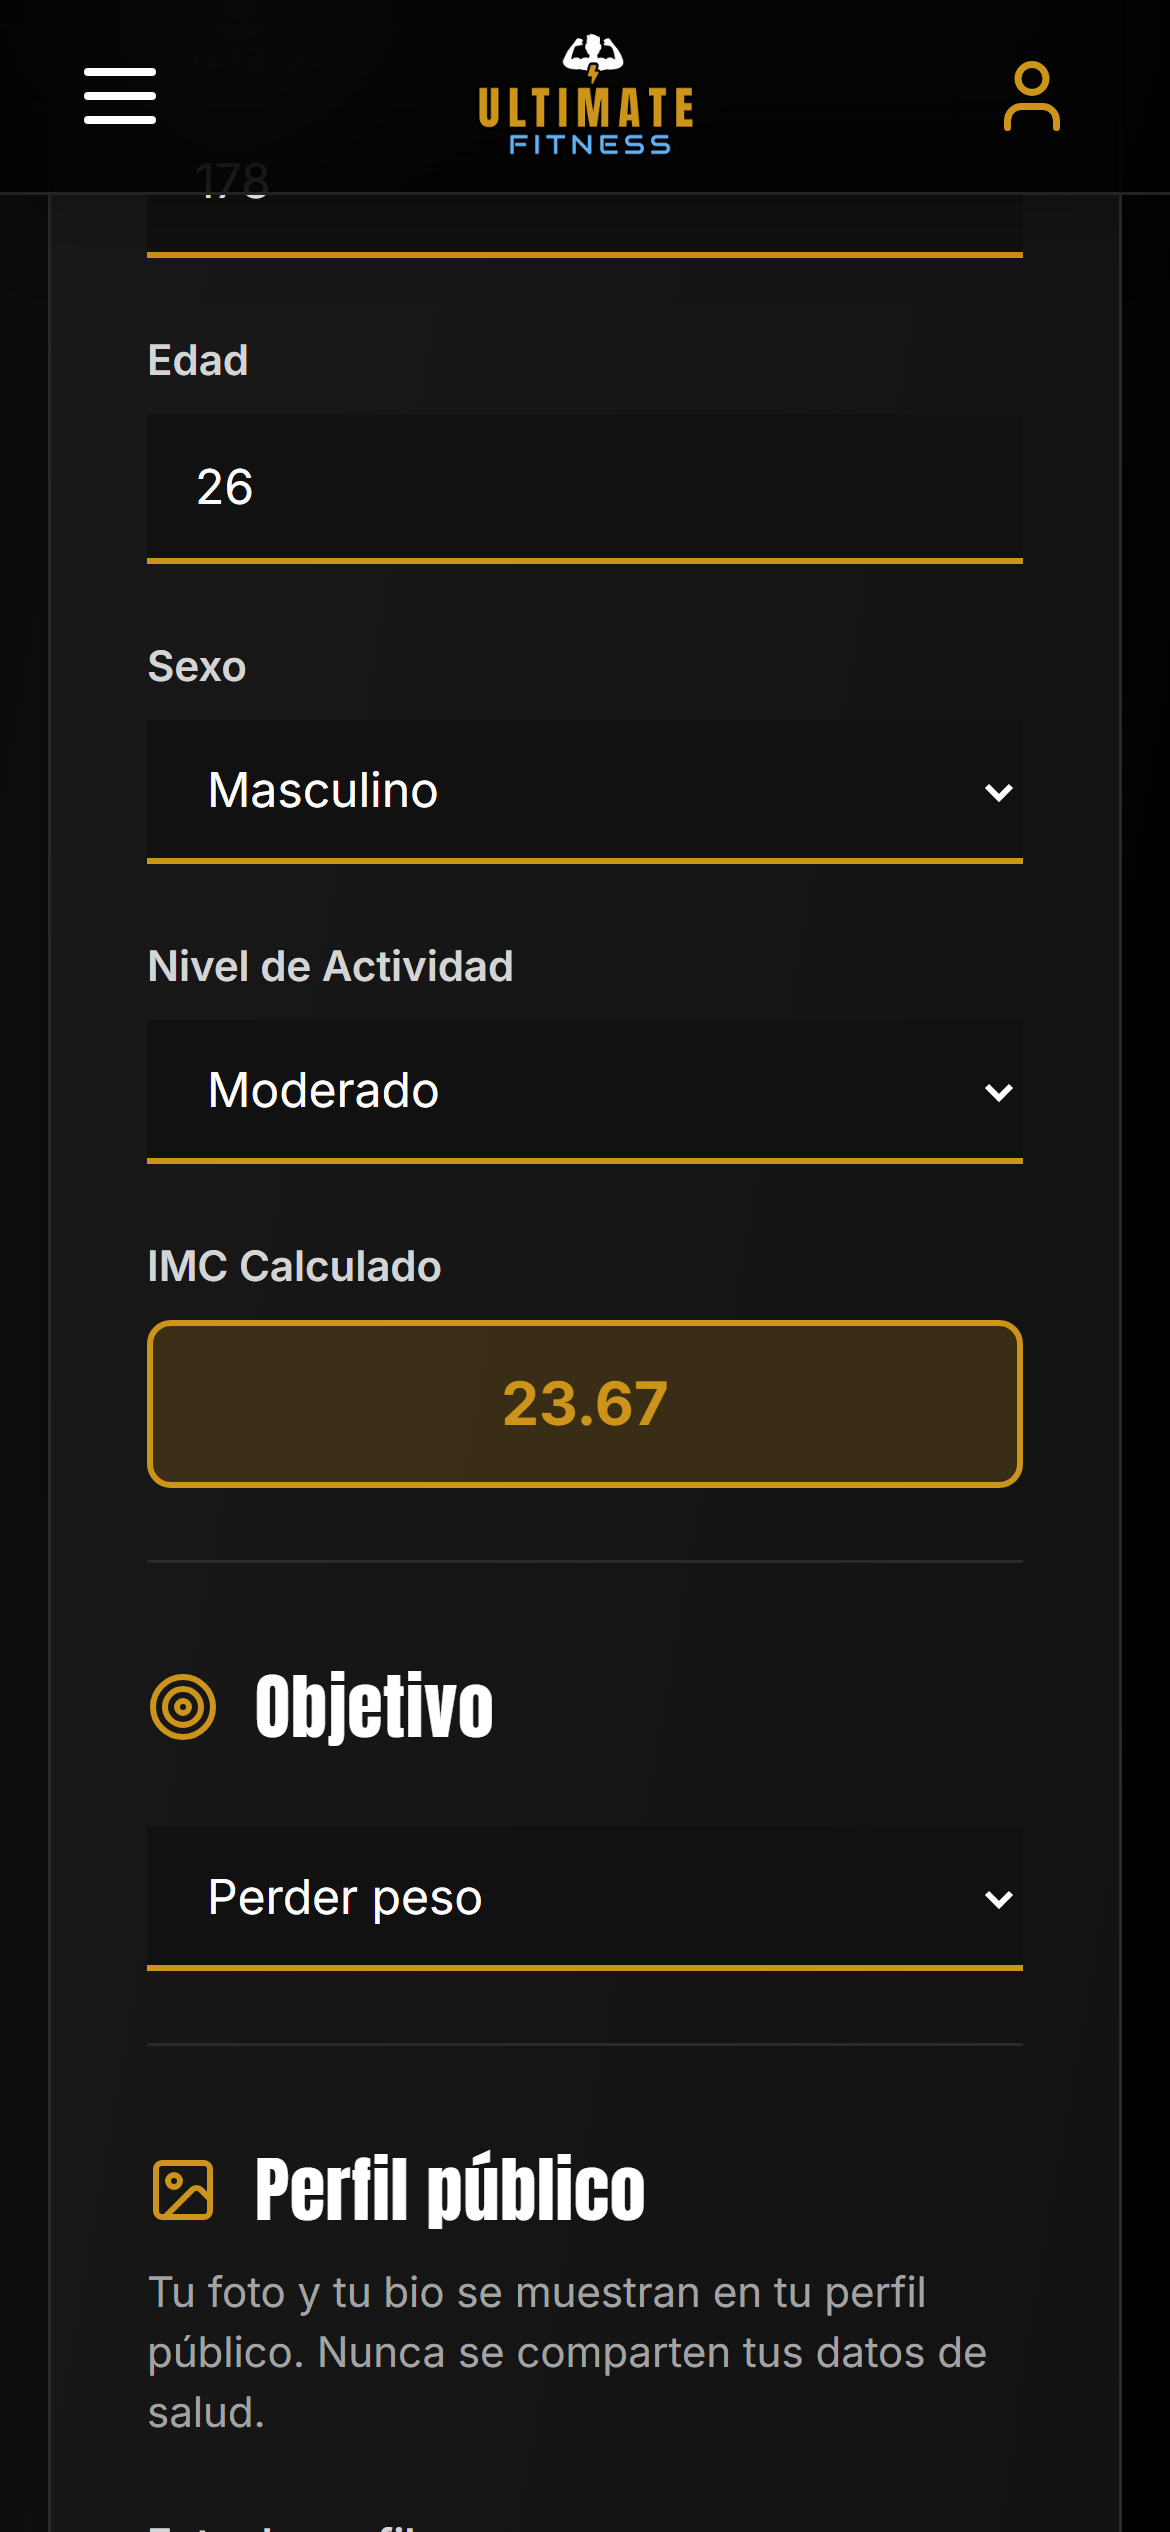 ULTIMATE
FITNESS
178
Edad
26
Sexo
Masculino
Nivel de Actividad
Moderado
IMC Calculado
23.67
Objetivo
Perder peso
Perfil público
Tu foto y tu bio se muestran en tu perfil
público. Nunca se comparten tus datos de
salud.